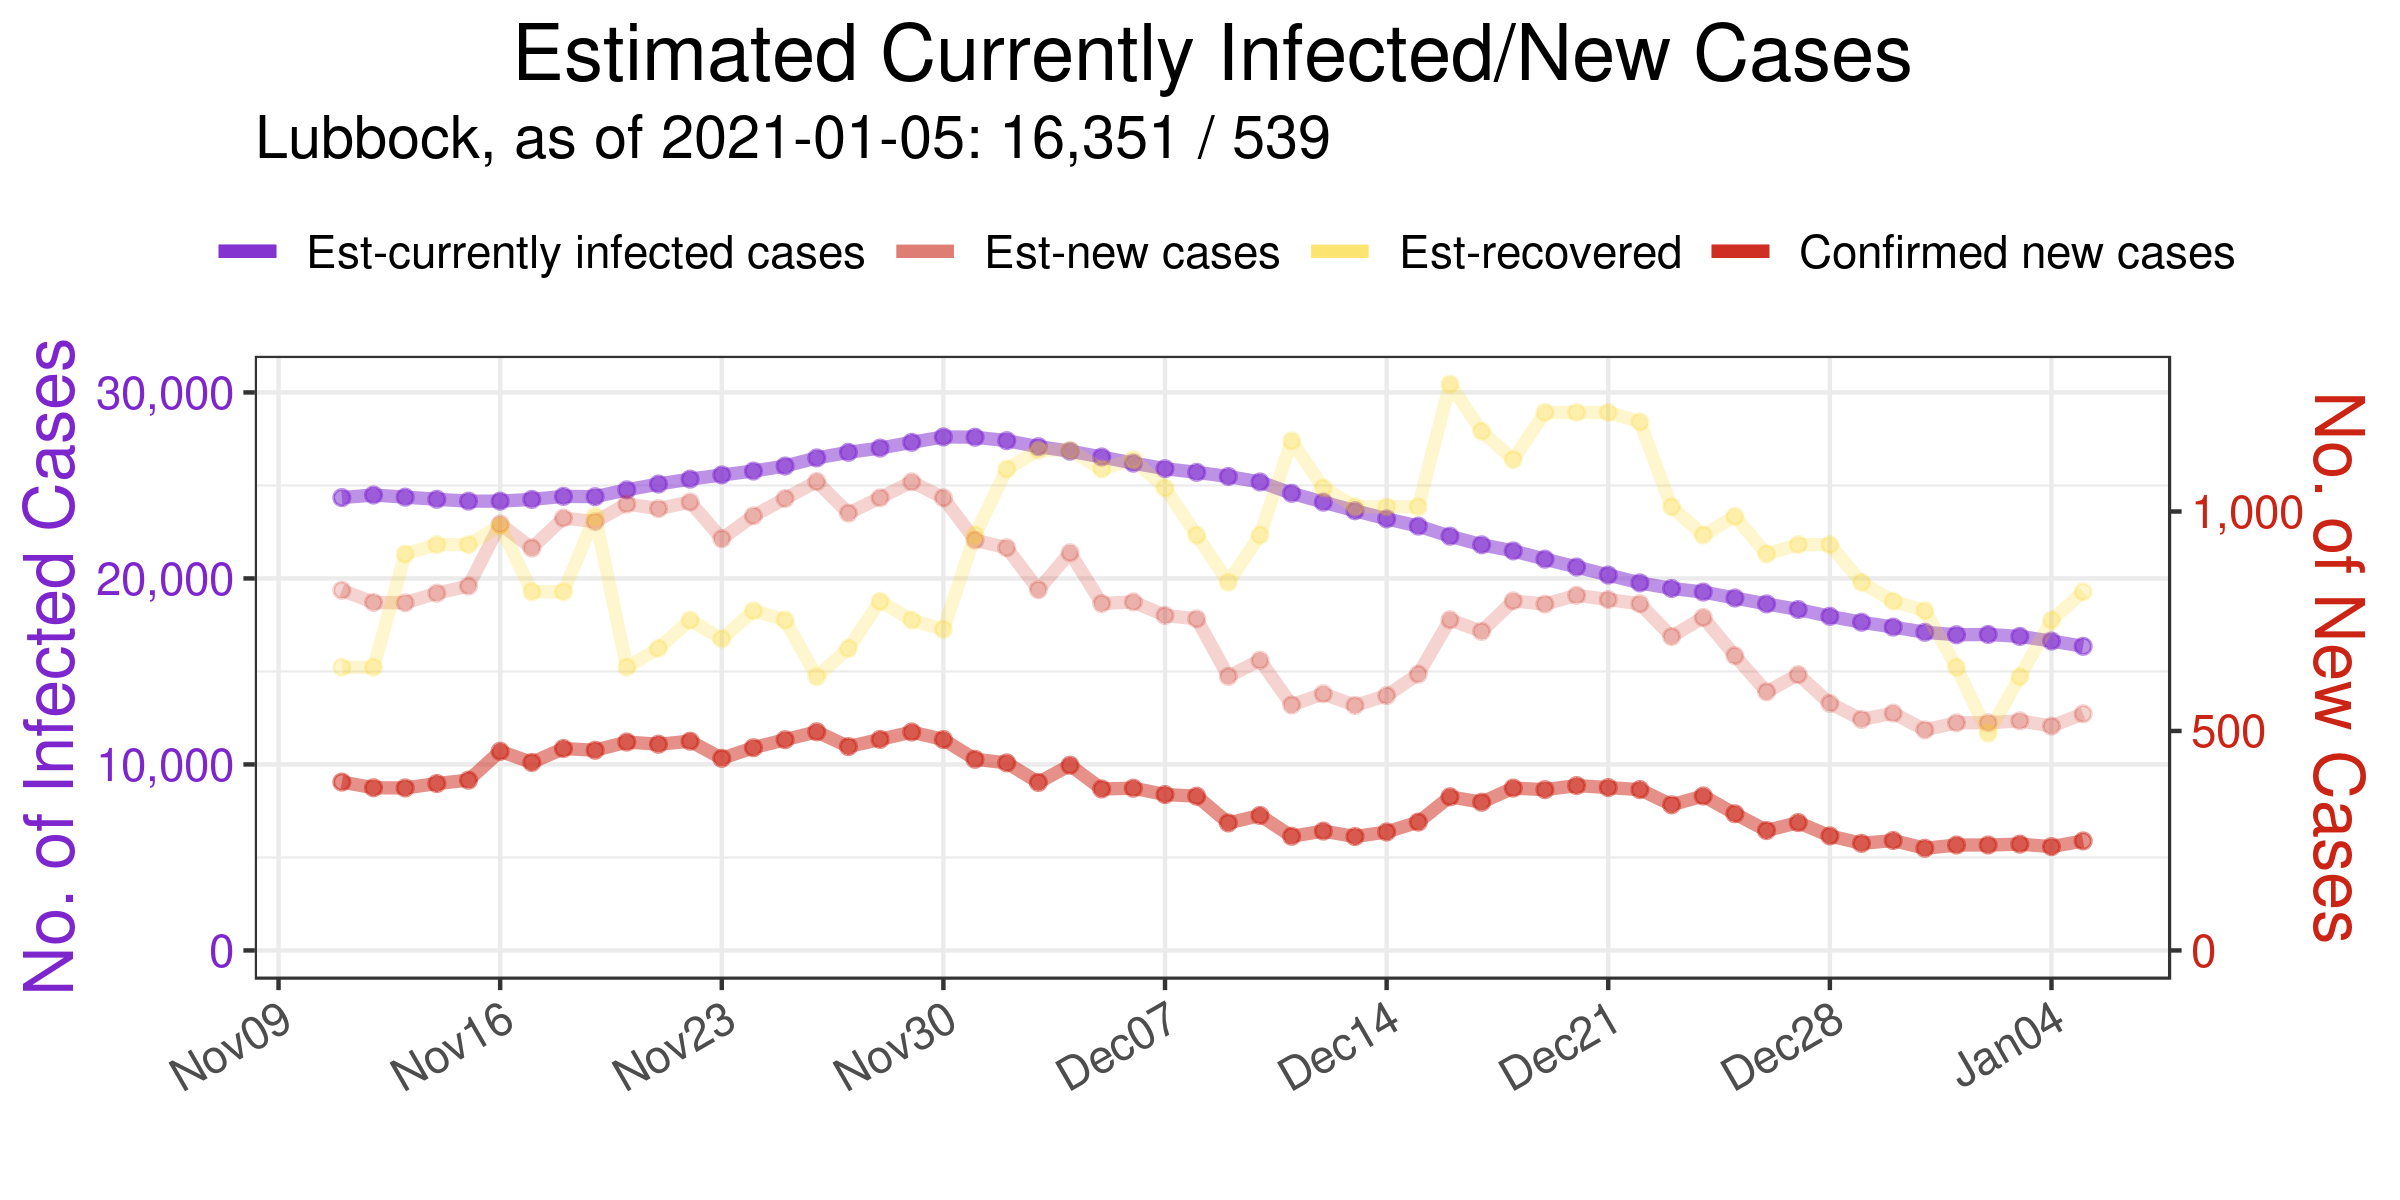 Estimated Currently Infected/New Cases
Lubbock, as of 2021-01-05: 16,351 / 539
Est-currently infected cases
Est-new cases
Est-recovered
Confirmed new cases
No. of Infected Cases
30,000
20,000
10,000
0
No. of New Cases
1,000
500
0
Nov09
Nov16
Nov23
Nov30
Dec07
Dec14
Dec21
Dec28
Jan04